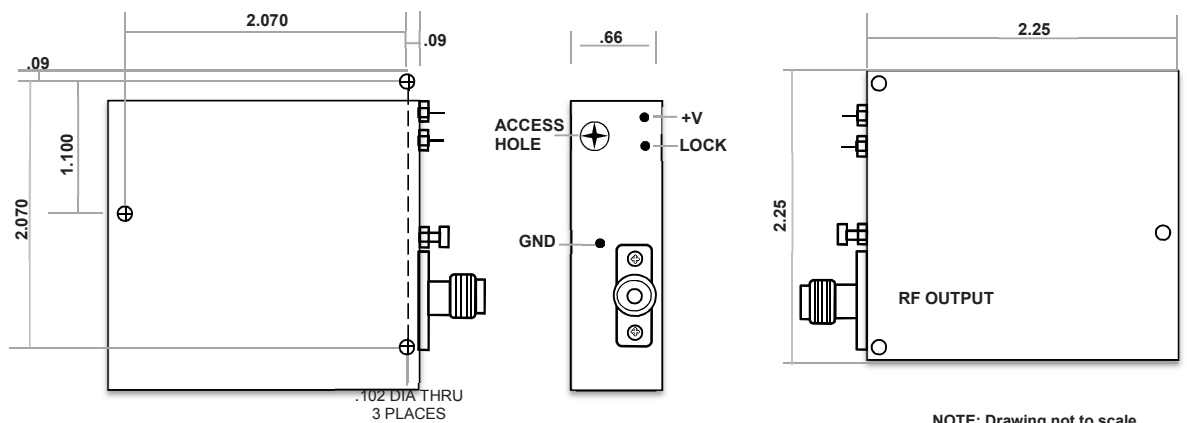 2.070
.09
.09
1.100
2.070
.102 DIA THRU
3 PLACES
.66
ACCESS
HOLE
+V
LOCK
GND
2.25
2.25
RF OUTPUT
NOTE: Drawing not to scale